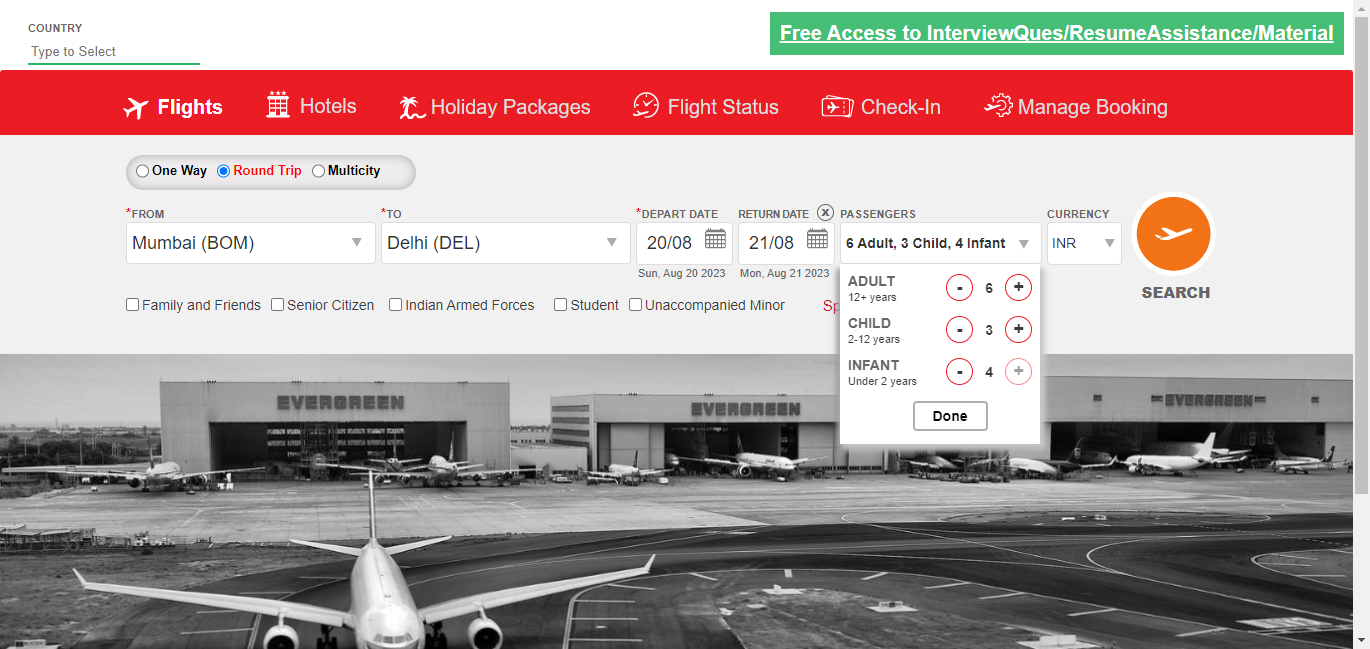 COUNTRY
Type to Select
Free Access to InterviewQues/ResumeAssistance/Material
Flights Hotels Holiday Packages Flight Status Check-In Manage Booking
One Way Round Trip Multicity
*FROM *TO *DEPART DATE RETURN DATE X PASSENGERS CURRENCY
Mumbai (BOM) Delhi (DEL) 20/08 21/08 6 Adult, 3 Child, 4 Infant INR
Sun, Aug 20 2023 Mon, Aug 21 2023
Family and Friends Senior Citizen Indian Armed Forces Student Unaccompanied Minor Sp
SEARCH
ADULT - 6 +
12+ years
CHILD - 3 +
2-12 years
INFANT - 4 +
Under 2 years
Done
EVERGREEN EVERGREEN EVERGREEN